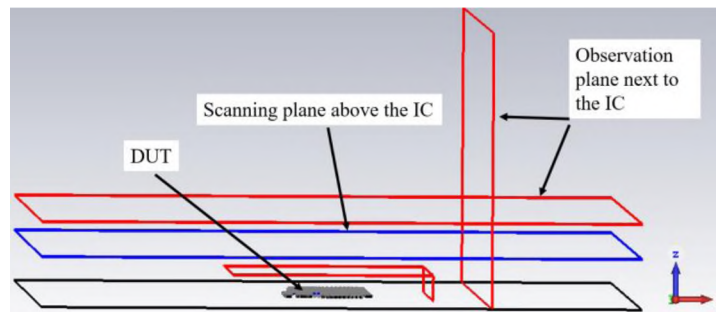 Observation
plane next to
the IC
Scanning plane above the IC
DUT
z